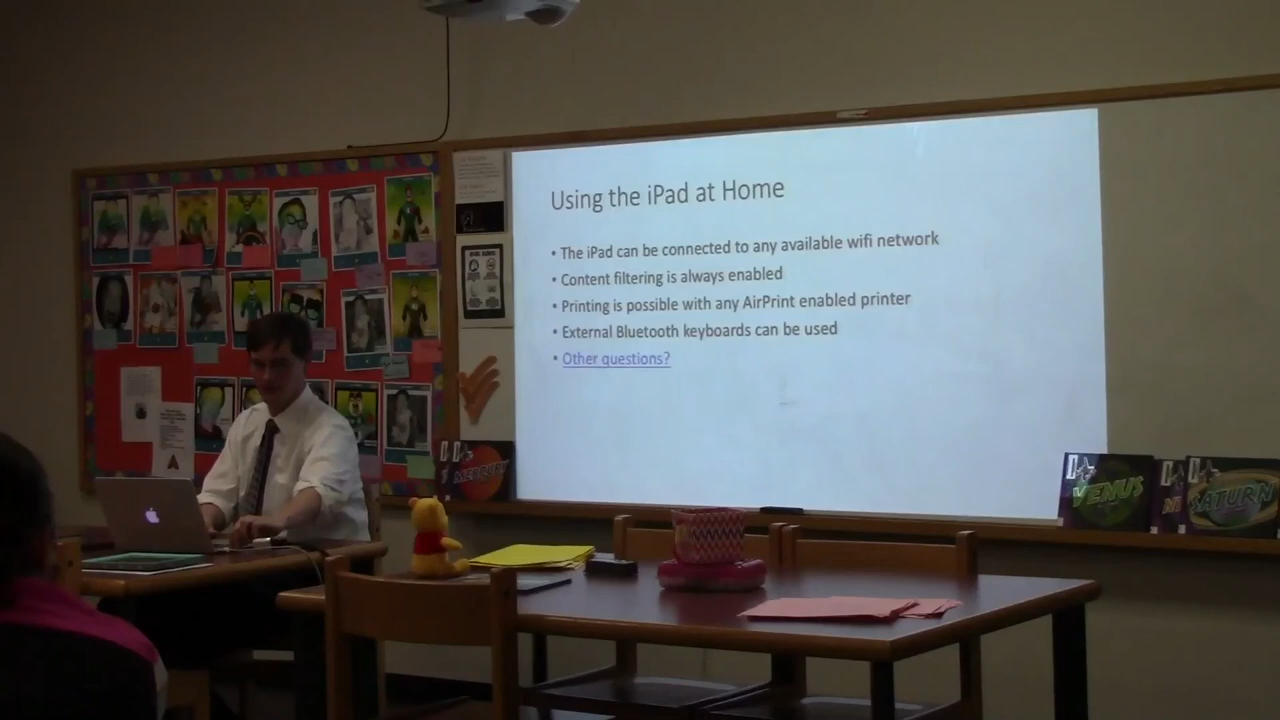 Using the iPad at Home
• The iPad can be connected to any available wifi network
• Content filtering is always enabled
• Printing is possible with any AirPrint enabled printer
• External Bluetooth keyboards can be used
• Other questions?
MERCURY
VENUS
SATURN